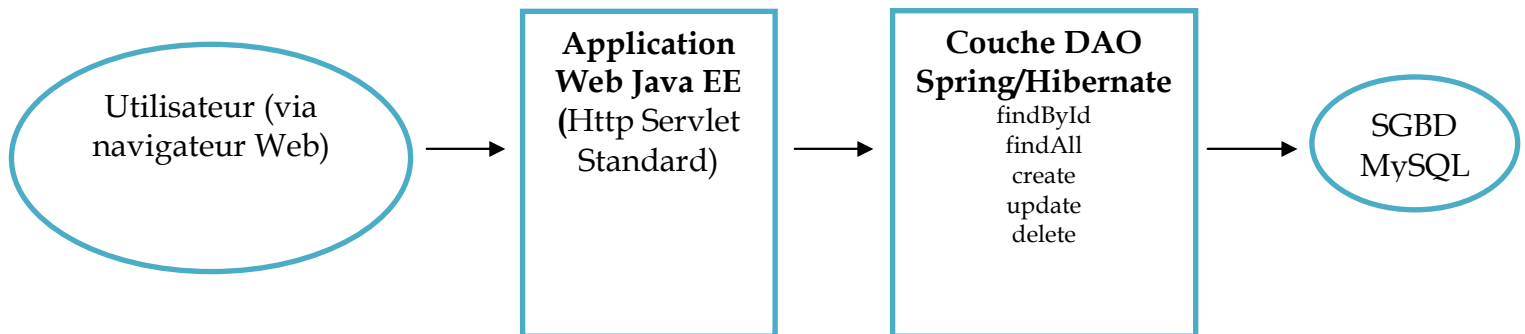 Utilisateur (via
navigateur Web)
Application
Web Java EE
(Http Servlet
Standard)
Couche DAO
Spring/Hibernate
findById
findAll
create
update
delete
SGBD
MySQL